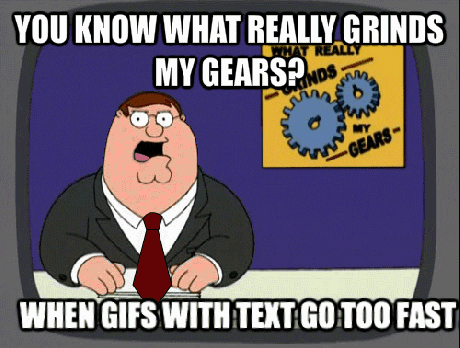 YOU KNOW WHAT REALLY GRINDS
MY GEARS?
WHAT REALLY
GRINDS
MY
GEARS
WHEN GIFS WITH TEXT GO TOO FAST